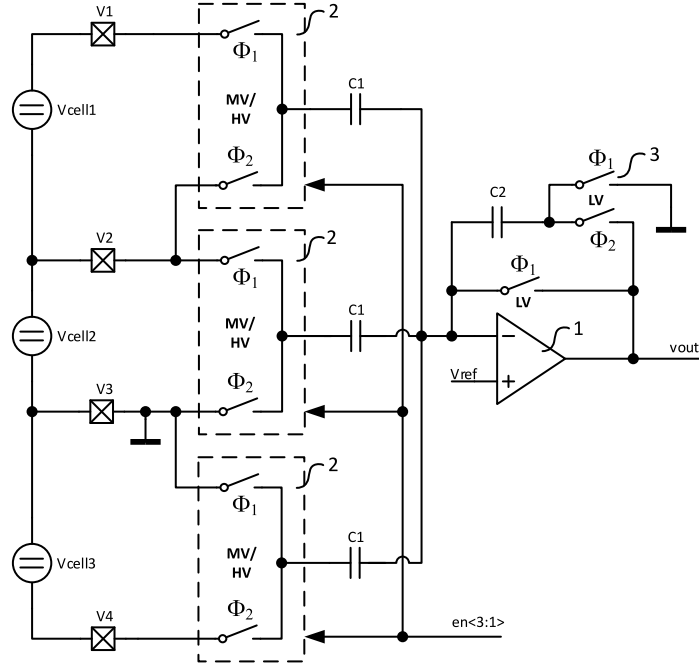 V1
2
Φ1
MV/
HV
C1
Vcell1
Φ2
Φ1
3
C2
LV
Φ2
V2
2
Φ1
Φ1
LV
MV/
HV
C1
Vcell2
1
V3
Φ2
Vref
vout
2
Φ1
MV/
HV
C1
Vcell3
V4
Φ2
en<3:1>